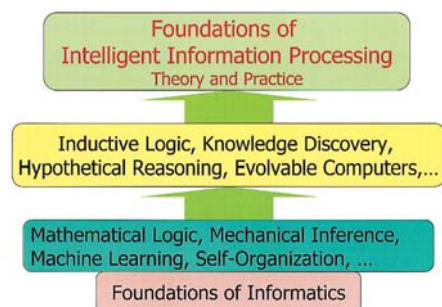 Foundations of
Intelligent Information Processing
Theory and Practice
Inductive Logic, Knowledge Discovery,
Hypothetical Reasoning, Evolvable Computers,...
Mathematical Logic, Mechanical Inference,
Machine Learning, Self-Organization, ...
Foundations of Informatics